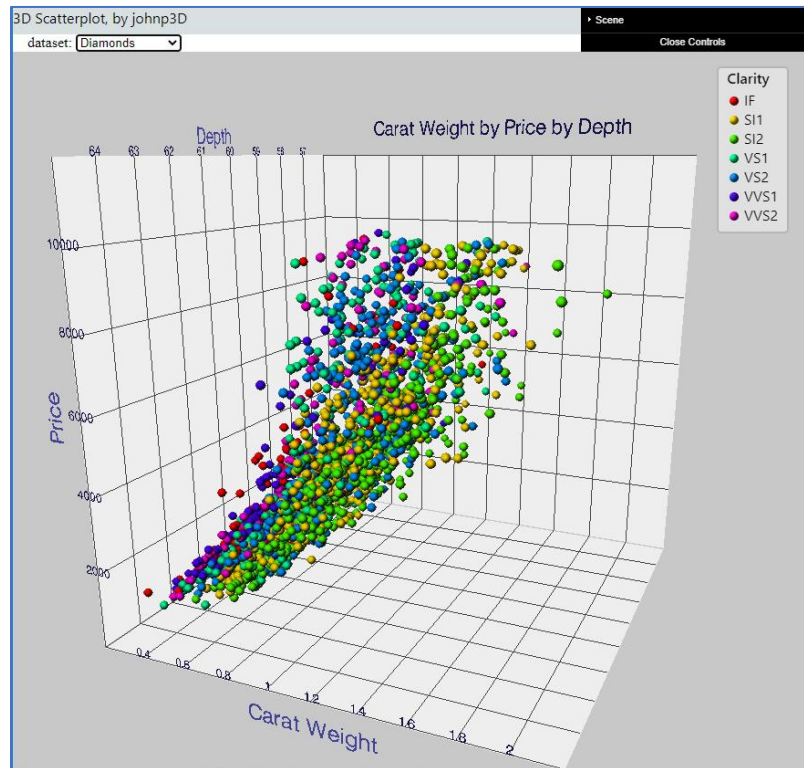 3D Scatterplot, by johnp3D
Scene
dataset: Diamonds
Close Controls
Clarity
IF
SI1
SI2
VS1
VS2
VVS1
VVS2
Carat Weight by Price by Depth
Depth
64 63 62 61 60 59 58 57
10000
8000
6000
4000
2000
Price
0.4 0.6 0.8 1 1.2 1.4 1.6 1.8 2
Carat Weight